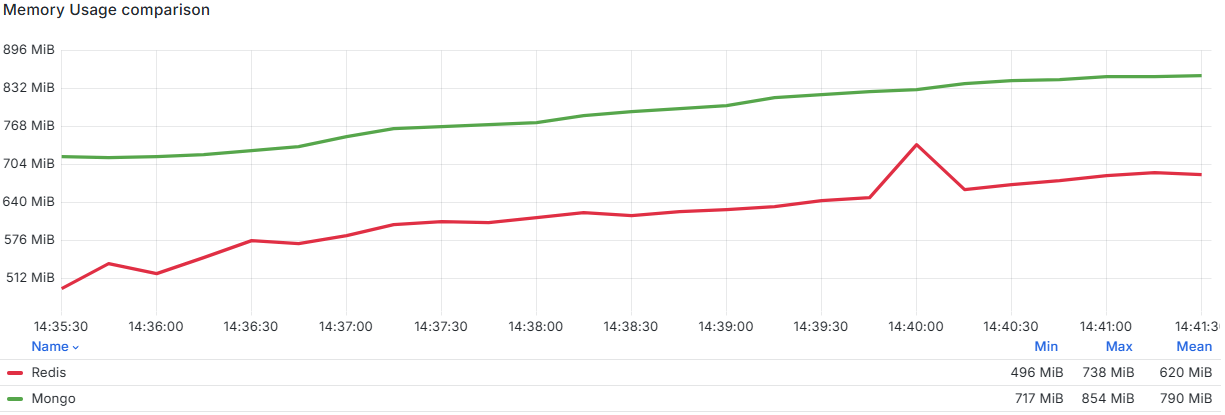 Memory Usage comparison
896 MiB
832 MiB
768 MiB
704 MiB
640 MiB
576 MiB
512 MiB
14:35:30 14:36:00 14:36:30 14:37:00 14:37:30 14:38:00 14:38:30 14:39:00 14:39:30 14:40:00 14:40:30 14:41:00 14:41:30
Name Min Max Mean
Redis 496 MiB 738 MiB 620 MiB
Mongo 717 MiB 854 MiB 790 MiB